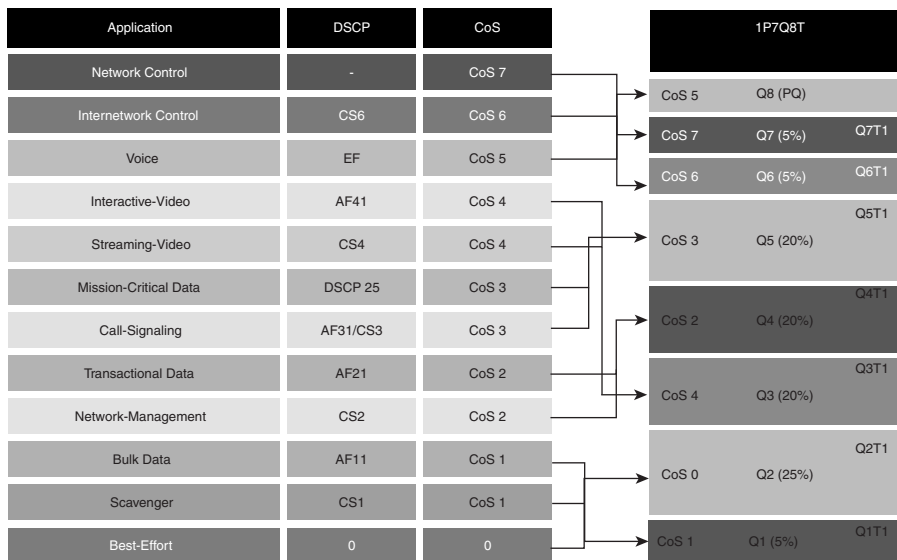 Application DSCP CoS 1P7Q8T
Network Control - CoS 7
CoS 5 Q8 (PQ)
Internetwork Control CS6 CoS 6
CoS 7 Q7 (5%) Q7T1
Voice EF CoS 5
CoS 6 Q6 (5%) Q6T1
Interactive-Video AF41 CoS 4
Q5T1
Streaming-Video CS4 CoS 4
CoS 3 Q5 (20%)
Mission-Critical Data DSCP 25 CoS 3
Q4T1
Call-Signaling AF31/CS3 CoS 3
CoS 2 Q4 (20%)
Transactional Data AF21 CoS 2
Q3T1
CoS 4 Q3 (20%)
Network-Management CS2 CoS 2
Q2T1
Bulk Data AF11 CoS 1
CoS 0 Q2 (25%)
Scavenger CS1 CoS 1
Q1T1
Best-Effort 0 0
CoS 1 Q1 (5%)